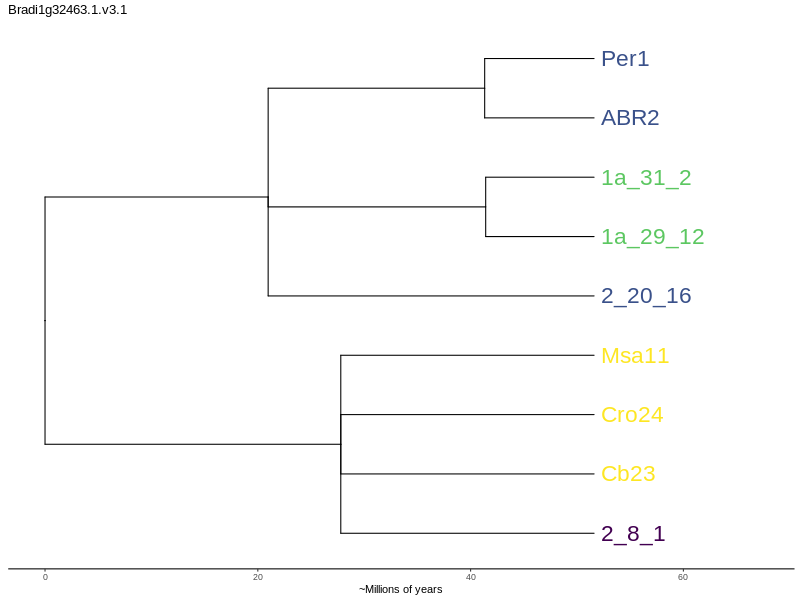 Bradi1g32463.1.v3.1
Per1
ABR2
1a_31_2
1a_29_12
2_20_16
Msa11
Cro24
Cb23
2_8_1
0 20 40 60
~Millions of years